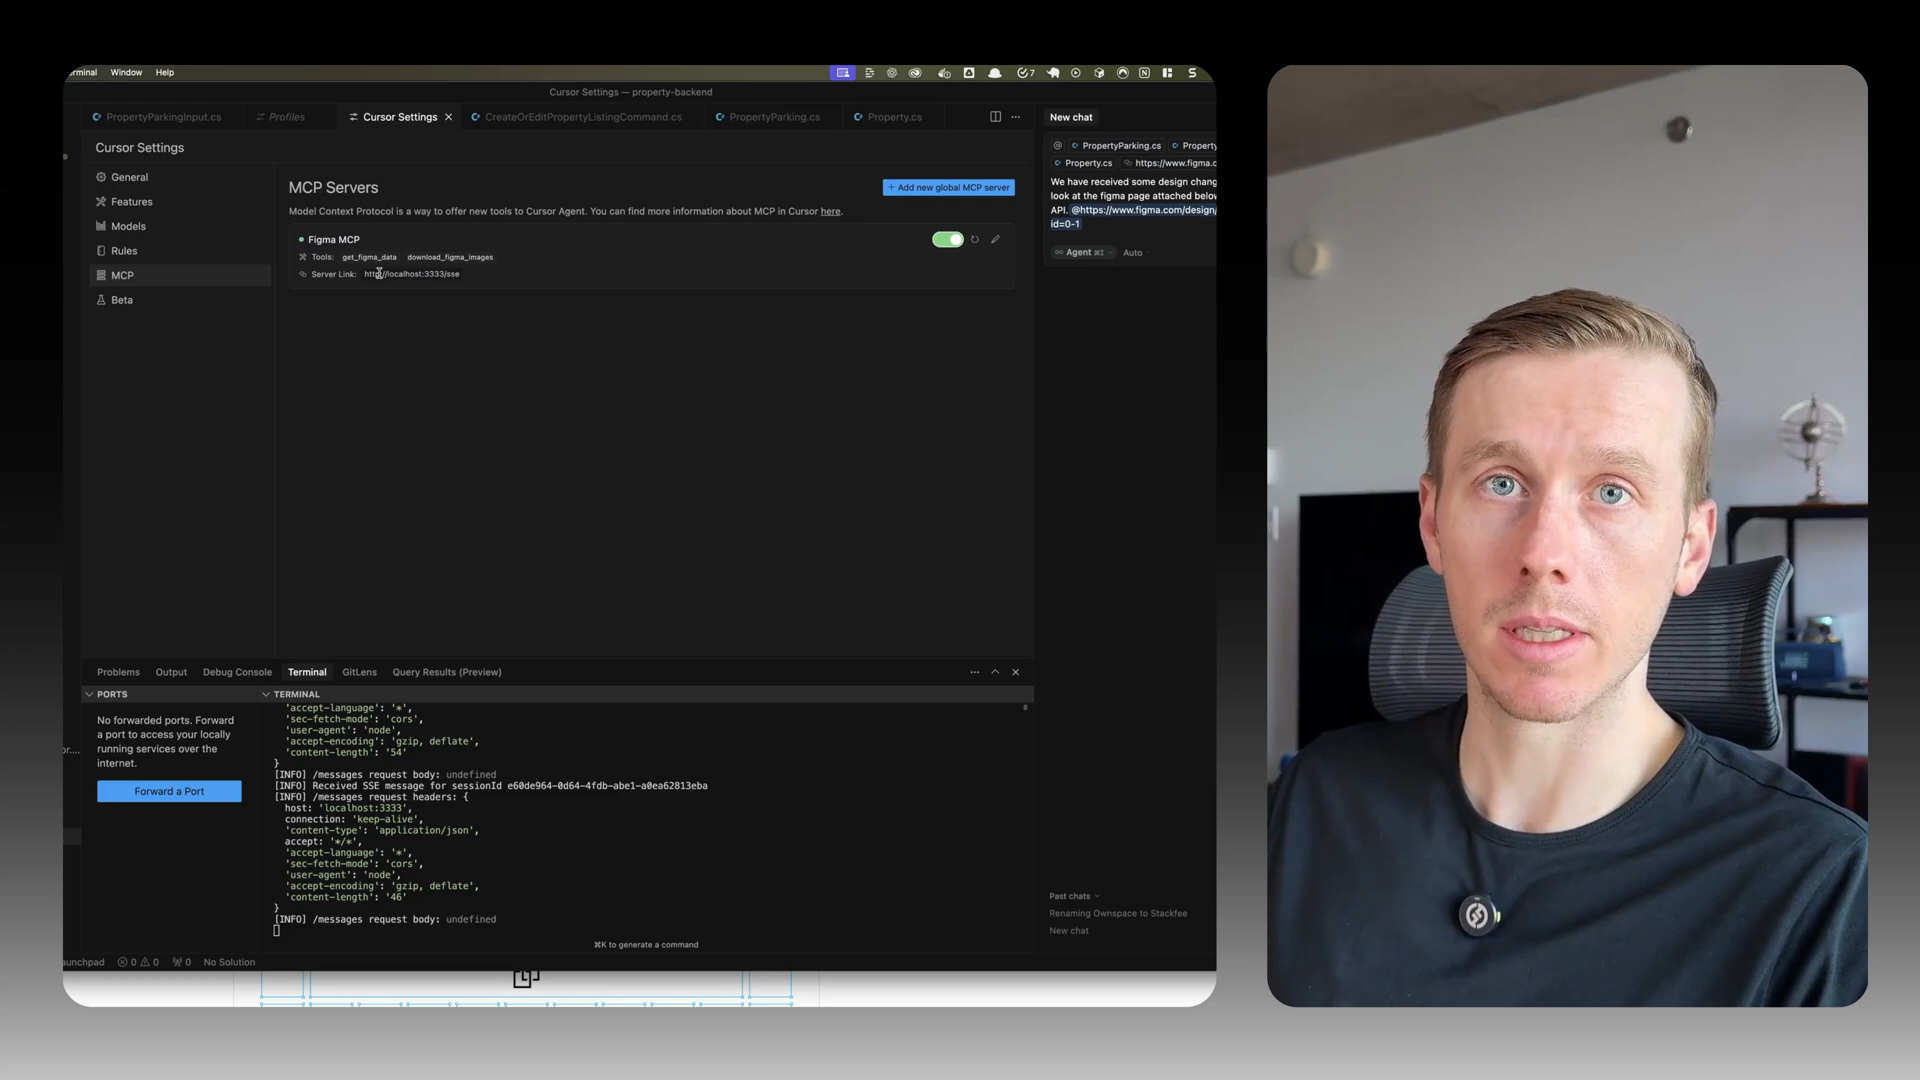 Window Help
7
Cursor Settings — property-backend
PropertyParkingInput.cs Profiles Cursor Settings CreateOrEditPropertyListingCommand.cs PropertyParking.cs Property.cs
New chat
Cursor Settings
General
Features
Models
Rules
MCP
Beta
MCP Servers
+ Add new global MCP server
Model Context Protocol is a way to offer new tools to Cursor Agent. You can find more information about MCP in Cursor here.
Figma MCP
Tools: get_figma_data download_figma_images
Server Link: http://localhost:3333/sse
@ PropertyParking.cs
Property.cs https://www.figma.c
We have received some design chang
look at the figma page attached below
API. @https://www.figma.com/design/
id=0-1
Agent ⌘I Auto
Problems Output Debug Console Terminal GitLens Query Results (Preview)
PORTS
No forwarded ports. Forward
a port to access your locally
running services over the
internet.
Forward a Port
TERMINAL
'accept-language': '*',
'sec-fetch-mode': 'cors',
'user-agent': 'node',
'accept-encoding': 'gzip, deflate',
'content-length': '54'
}
[INFO] /messages request body: undefined
[INFO] Received SSE message for sessionId e60de964-0d64-4fdb-abe1-a0ea62813eba
[INFO] /messages request headers: {
host: 'localhost:3333',
connection: 'keep-alive',
'content-type': 'application/json',
accept: '*/*',
'accept-language': '*',
'sec-fetch-mode': 'cors',
'user-agent': 'node',
'accept-encoding': 'gzip, deflate',
'content-length': '46'
}
[INFO] /messages request body: undefined
⌘K to generate a command
Past chats
Renaming Ownspace to Stackfee
New chat
aunchpad 0 0 0 No Solution